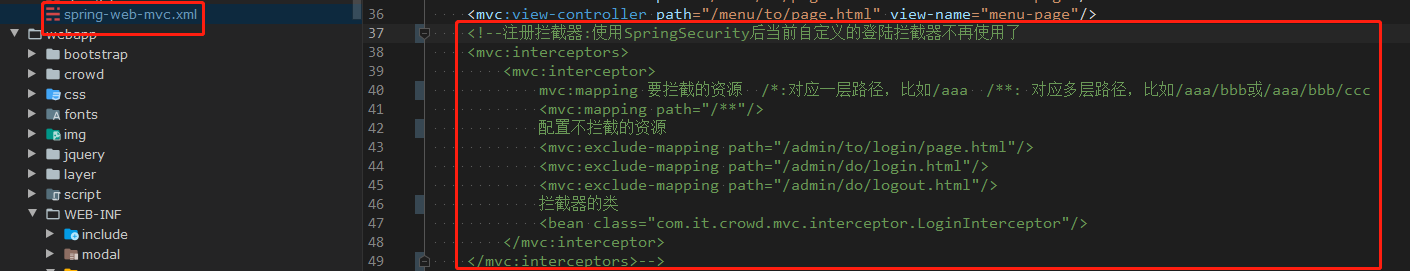 spring-web-mvc.xml
webapp
bootstrap
crowd
css
fonts
img
jquery
layer
script
WEB-INF
include
modal
36 <mvc:view-controller path="/menu/to/page.html" view-name="menu-page"/>
37 <!--注册拦截器:使用SpringSecurity后当前自定义的登陆拦截器不再使用了
38 <mvc:interceptors>
39 <mvc:interceptor>
40 mvc:mapping 要拦截的资源 /*:对应一层路径，比如/aaa /**: 对应多层路径，比如/aaa/bbb或/aaa/bbb/ccc
41 <mvc:mapping path="/**"/>
42 配置不拦截的资源
43 <mvc:exclude-mapping path="/admin/to/login/page.html"/>
44 <mvc:exclude-mapping path="/admin/do/login.html"/>
45 <mvc:exclude-mapping path="/admin/do/logout.html"/>
46 拦截器的类
47 <bean class="com.it.crowd.mvc.interceptor.LoginInterceptor"/>
48 </mvc:interceptor>
49 </mvc:interceptors>-->